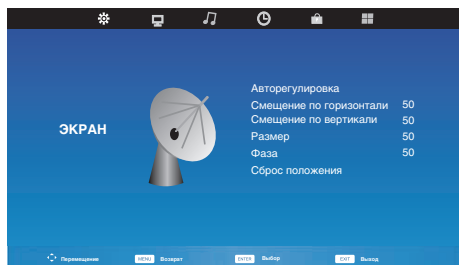 ЭКРАН
Авторегулировка
Смещение по горизонтали 50
Смещение по вертикали 50
Размер 50
Фаза 50
Сброс положения
Перемещение MENU Возврат ENTER Выбор EXIT Выход